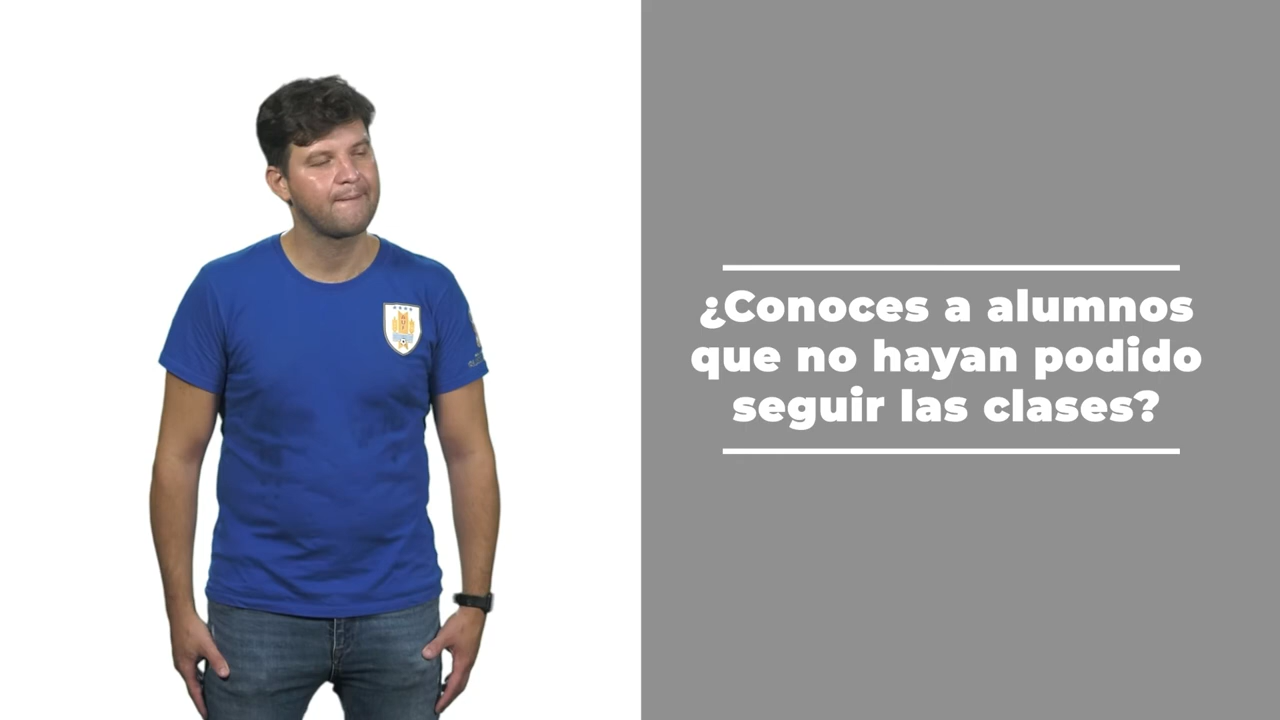 ¿Conoces a alumnos
que no hayan podido
seguir las clases?